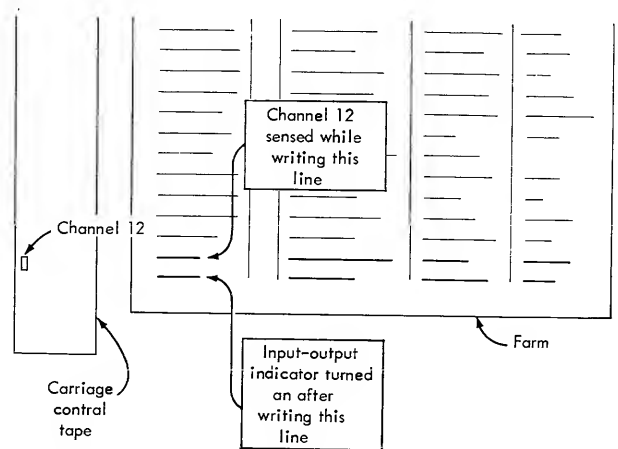 Channel 12
sensed while
writing this
line
Channel 12
Farm
Input-output
indicator turned
an after
writing this
line
Carriage
contral
tape